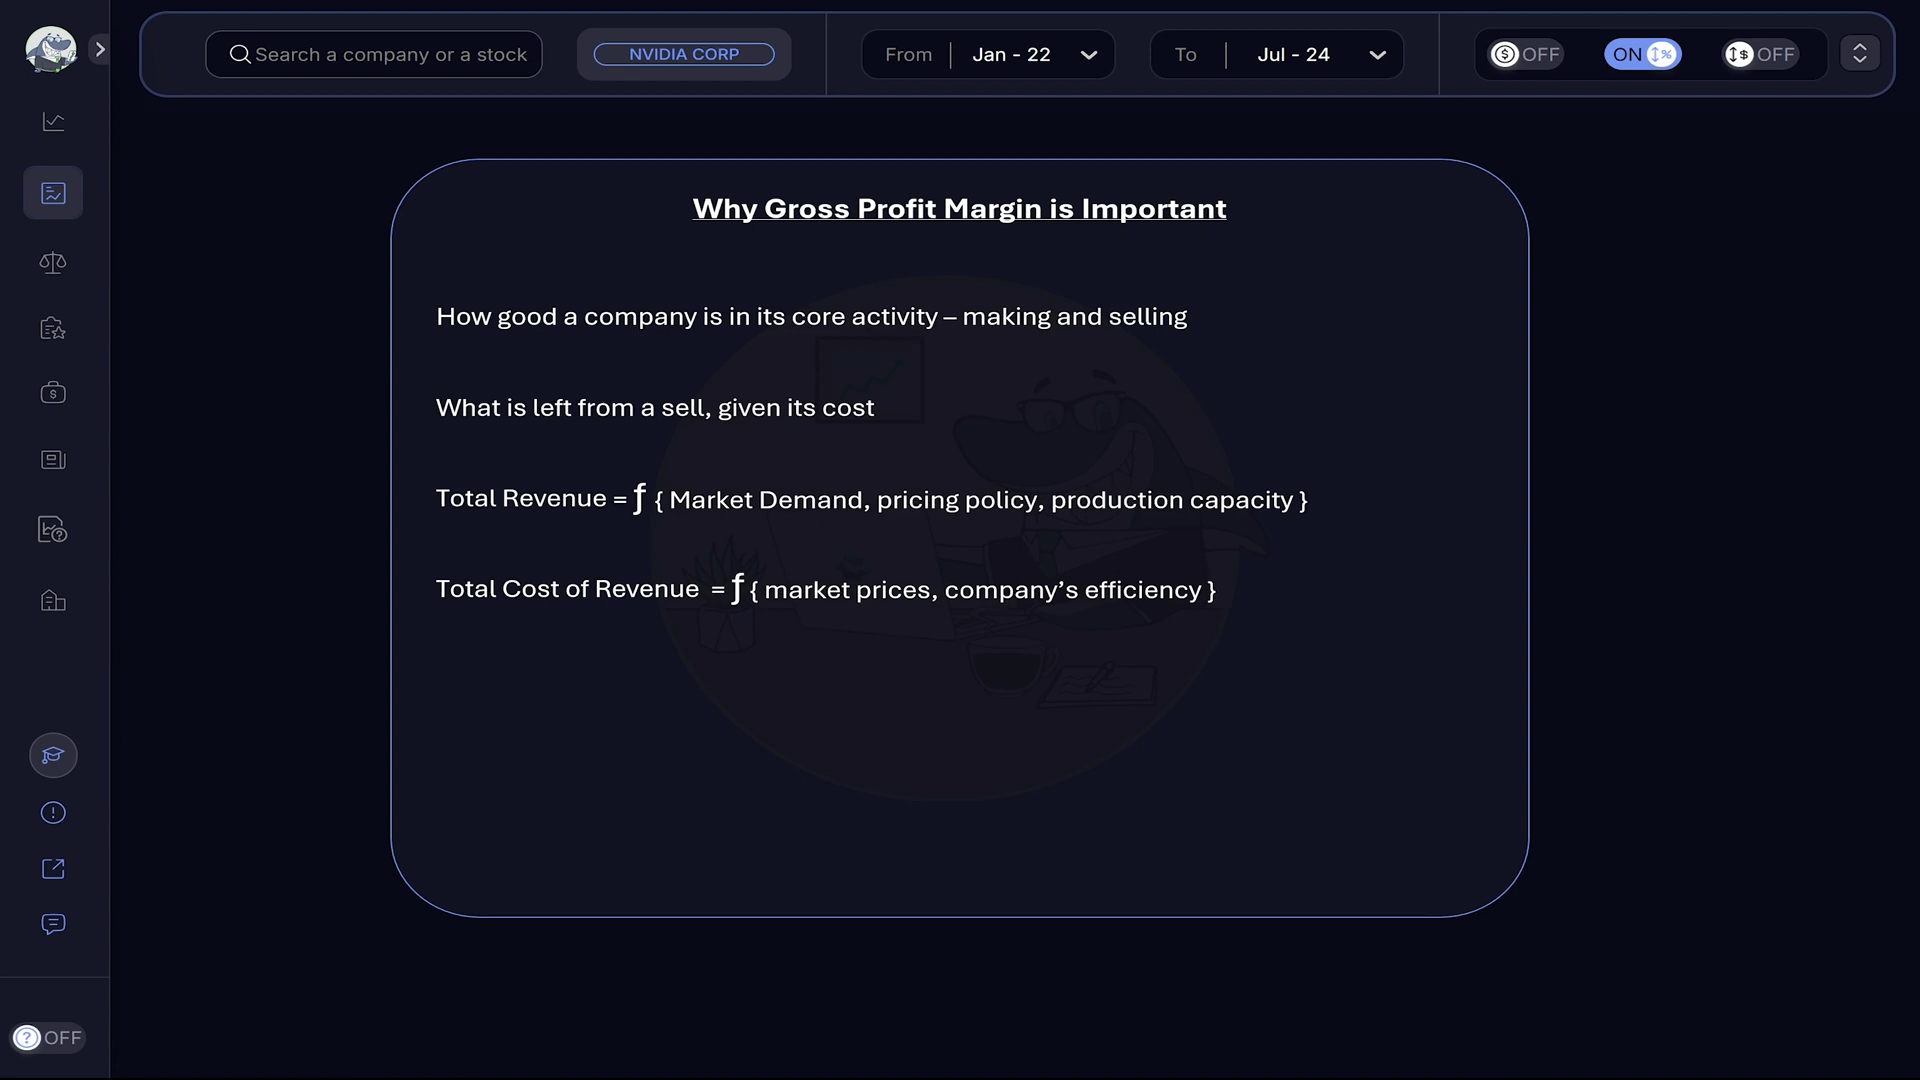 Search a company or a stock
NVIDIA CORP
From Jan - 22
To Jul - 24
$ OFF
ON %
$ OFF
Why Gross Profit Margin is Important
How good a company is in its core activity – making and selling
What is left from a sell, given its cost
Total Revenue = ƒ { Market Demand, pricing policy, production capacity }
Total Cost of Revenue = ƒ { market prices, company’s efficiency }
? OFF